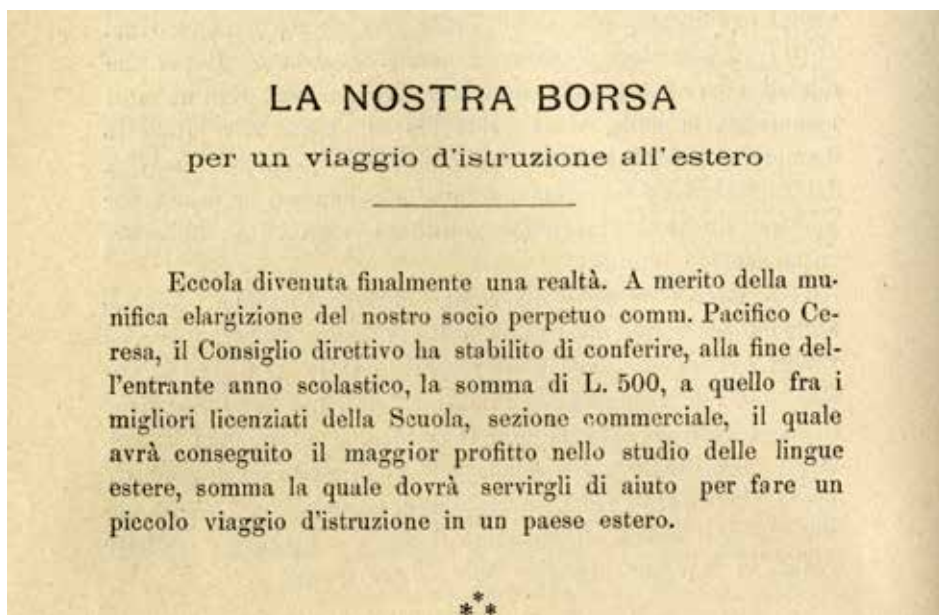 LA NOSTRA BORSA
per un viaggio d'istruzione all'estero
Eccola divenuta finalmente una realtà. A merito della mu-
nifica elargizione del nostro socio perpetuo comm. Pacifico Ce-
resa, il Consiglio direttivo ha stabilito di conferire, alla fine del-
l'entrante anno scolastico, la somma di L. 500, a quello fra i
migliori licenziati della Scuola, sezione commerciale, il quale
avrà conseguito il maggior profitto nello studio delle lingue
estere, somma la quale dovrà servirgli di aiuto per fare un
piccolo viaggio d'istruzione in un paese estero.
***